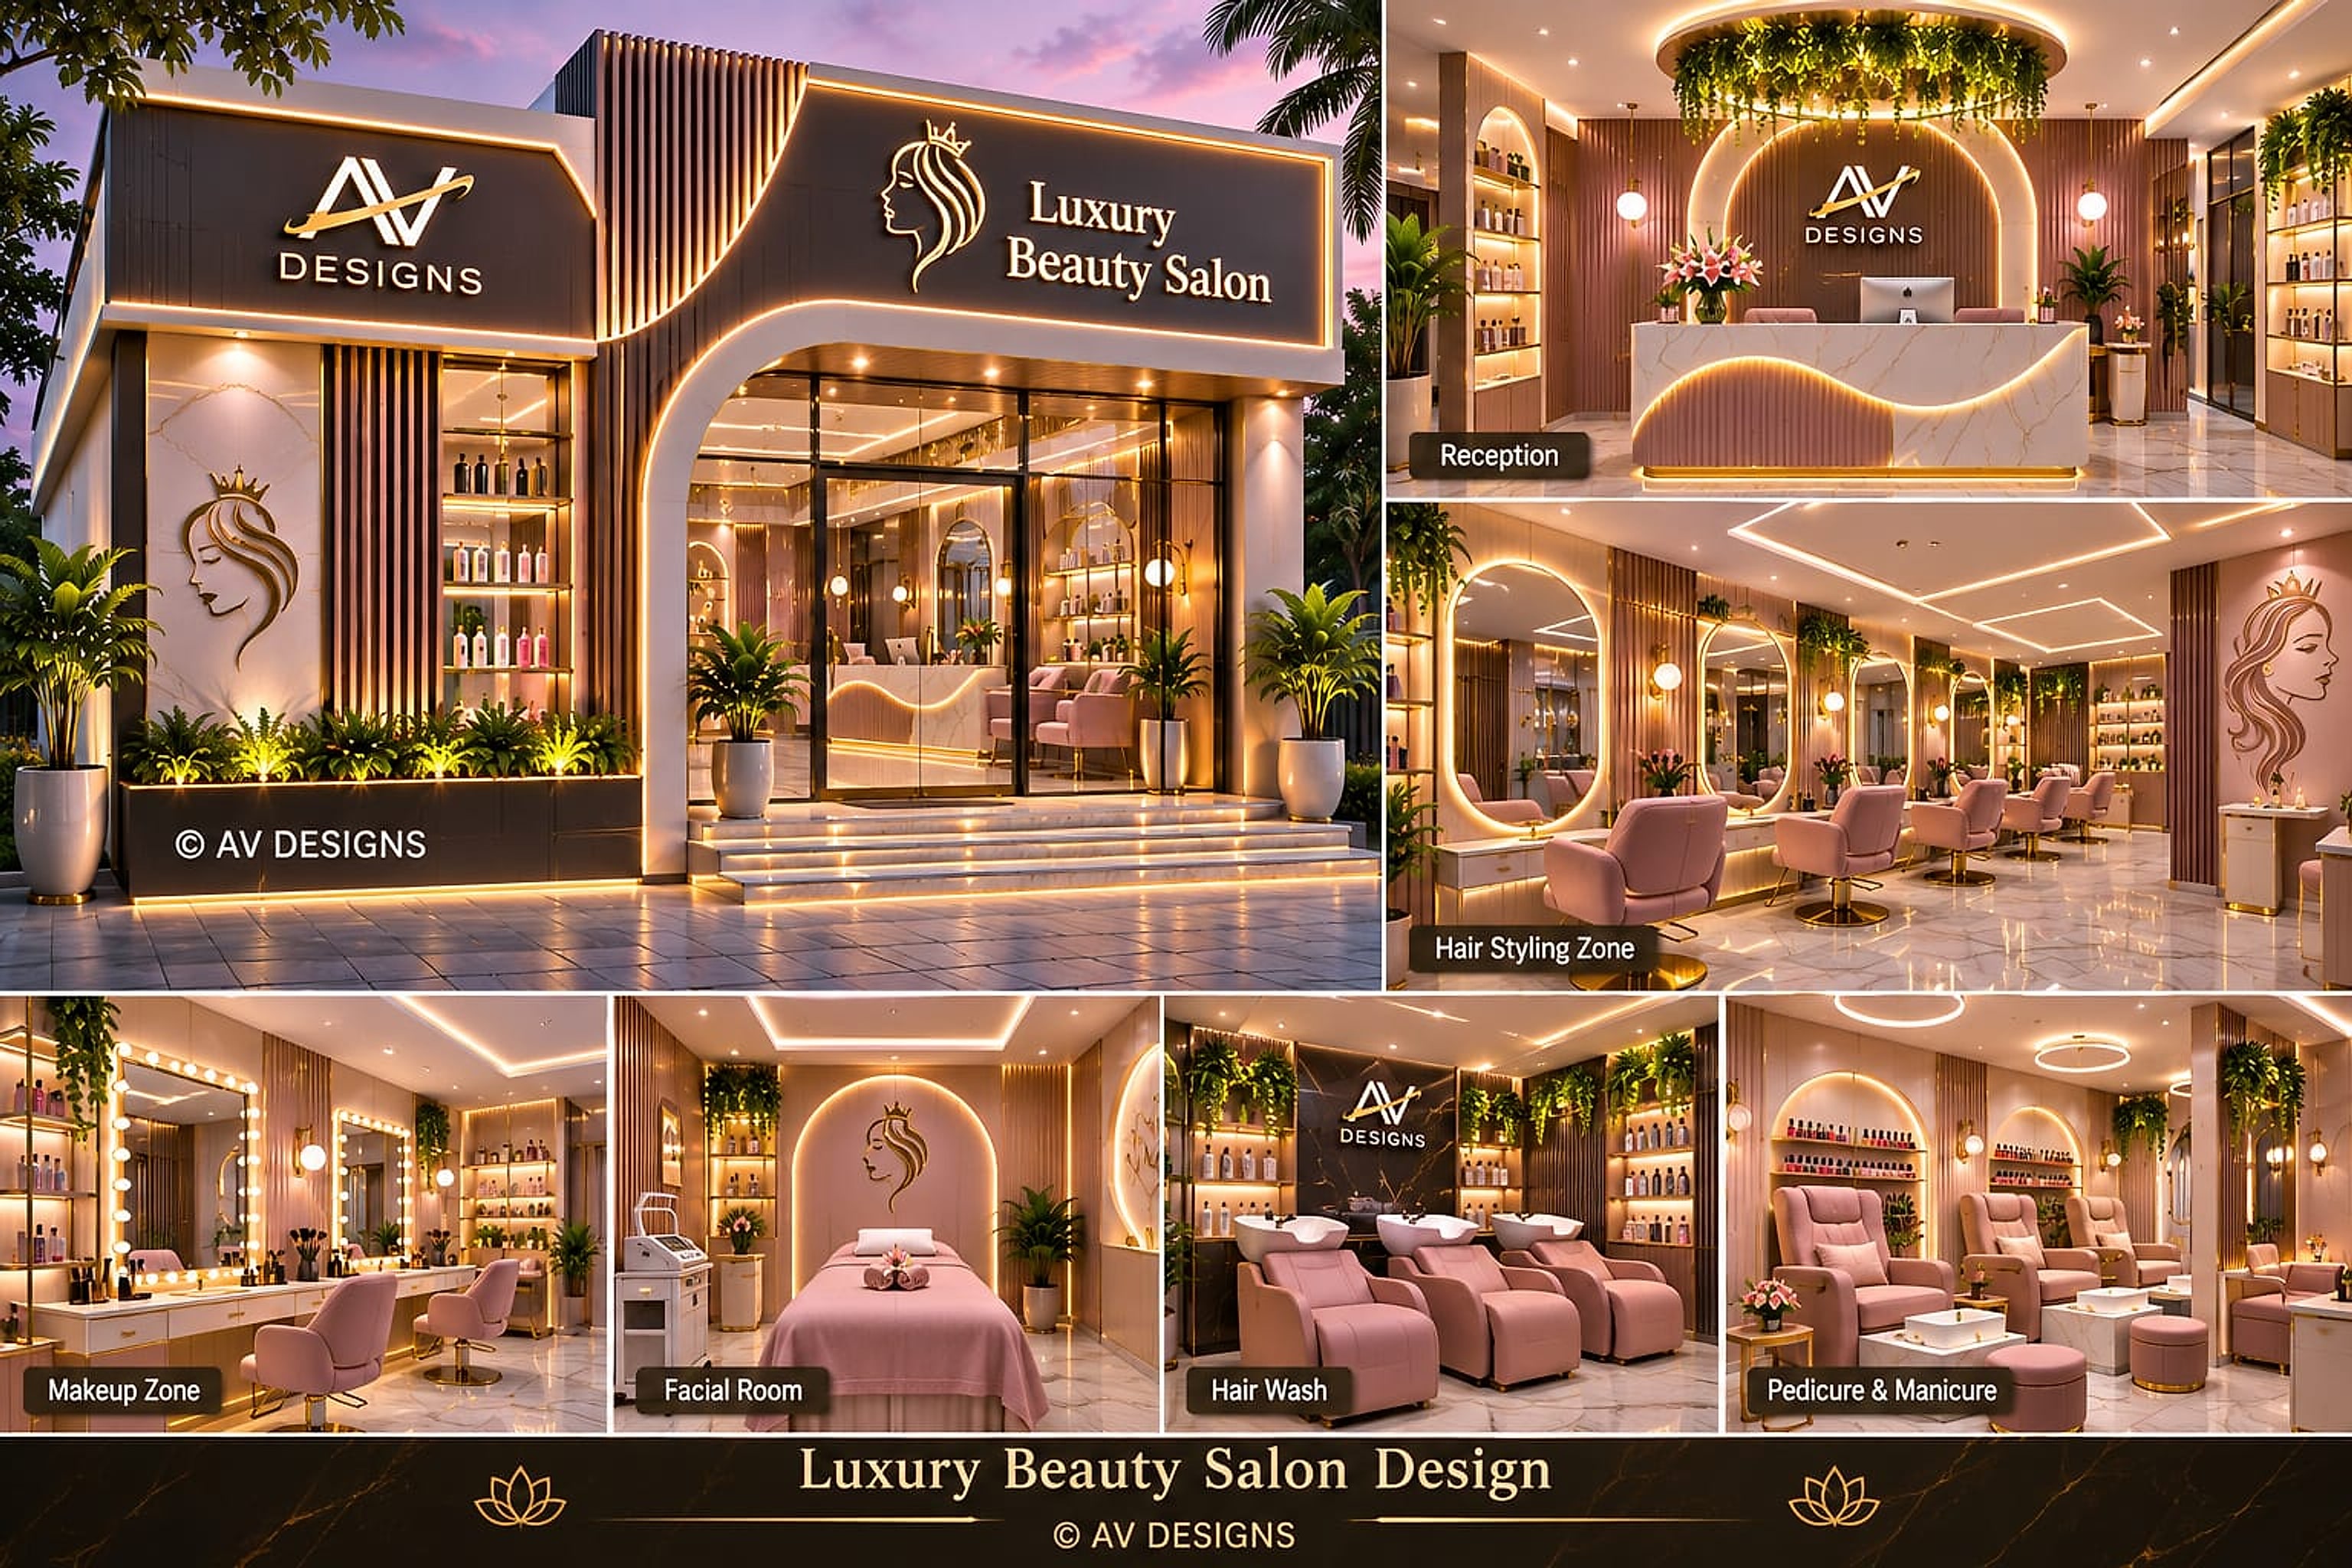 AV
DESIGNS
Luxury
Beauty Salon
© AV DESIGNS
AV
DESIGNS
Reception
Hair Styling Zone
Makeup Zone
Facial Room
AV
DESIGNS
Hair Wash
Pedicure & Manicure
Luxury Beauty Salon Design
© AV DESIGNS